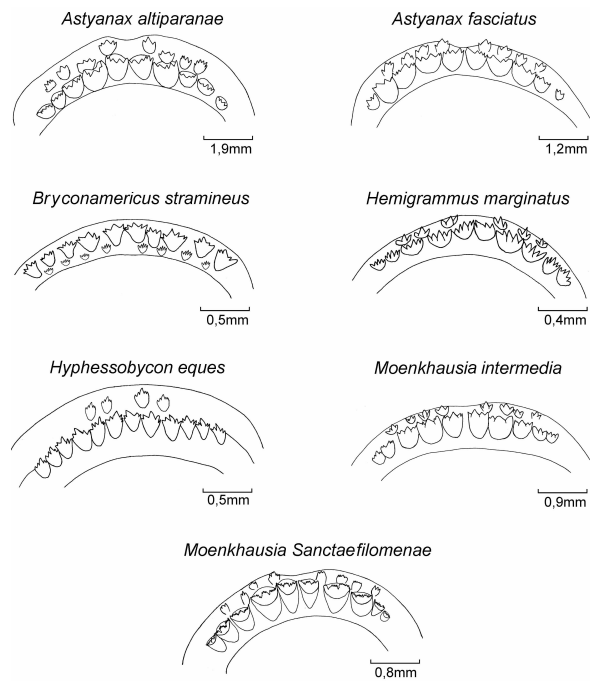 Astyanax altiparanae
Astyanax fasciatus
1,9mm
1,2mm
Bryconamericus stramineus
Hemigrammus marginatus
0,5mm
0,4mm
Hyphessobycon eques
Moenkhausia intermedia
0,5mm
0,9mm
Moenkhausia Sanctaefilomenae
0,8mm